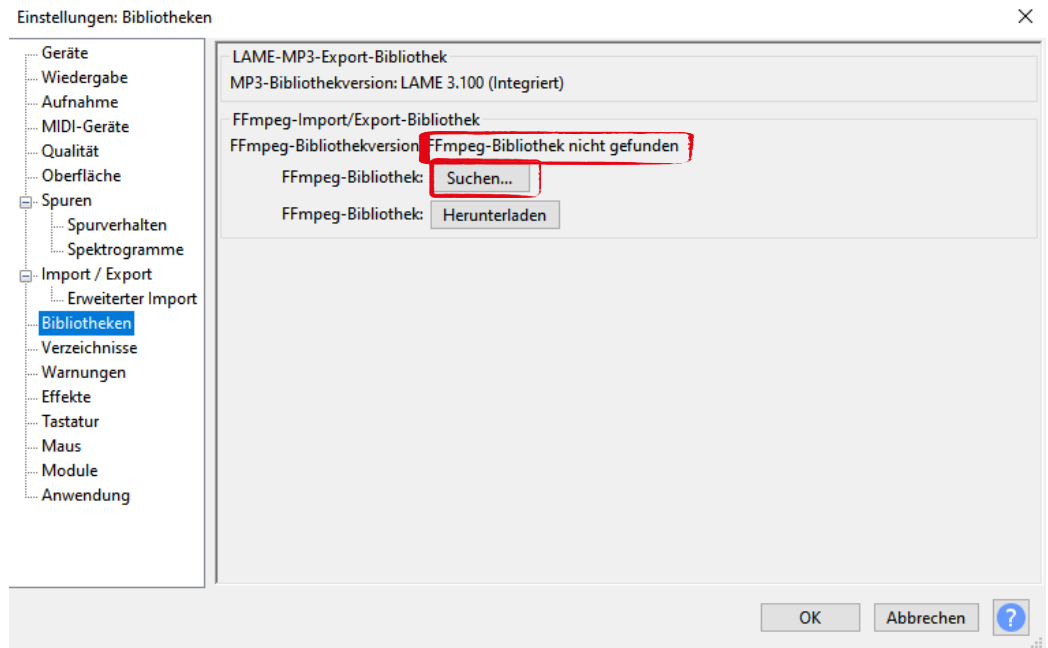 Einstellungen: Bibliotheken
Geräte
Wiedergabe
Aufnahme
MIDI-Geräte
Qualität
Oberfläche
Spuren
Spurverhalten
Spektrogramme
Import / Export
Erweiterter Import
Bibliotheken
Verzeichnisse
Warnungen
Effekte
Tastatur
Maus
Module
Anwendung
LAME-MP3-Export-Bibliothek
MP3-Bibliothekversion: LAME 3.100 (Integriert)
FFmpeg-Import/Export-Bibliothek
FFmpeg-Bibliothekversion: FFmpeg-Bibliothek nicht gefunden
FFmpeg-Bibliothek: Suchen...
FFmpeg-Bibliothek: Herunterladen
OK Abbrechen ?